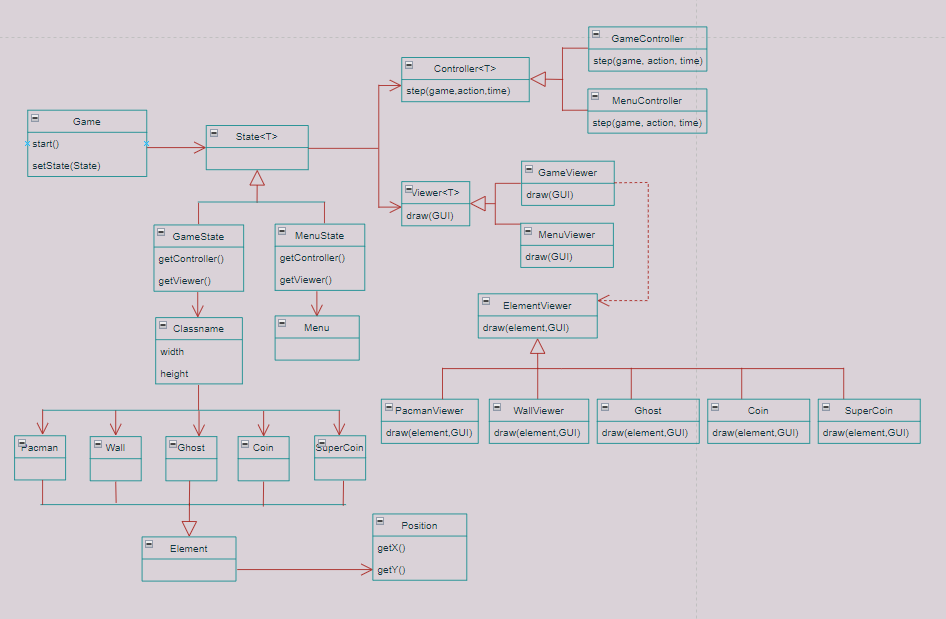 GameController
step(game, action, time)
Controller<T>
step(game,action,time)
MenuController
step(game, action, time)
Game
start()
setState(State)
State<T>
GameViewer
draw(GUI)
Viewer<T>
draw(GUI)
MenuViewer
draw(GUI)
GameState
getController()
getViewer()
MenuState
getController()
getViewer()
ElementViewer
draw(element,GUI)
Classname
width
height
Menu
PacmanViewer
draw(element,GUI)
WallViewer
draw(element,GUI)
Ghost
draw(element,GUI)
Coin
draw(element,GUI)
SuperCoin
draw(element,GUI)
Pacman
Wall
Ghost
Coin
SuperCoin
Element
Position
getX()
getY()